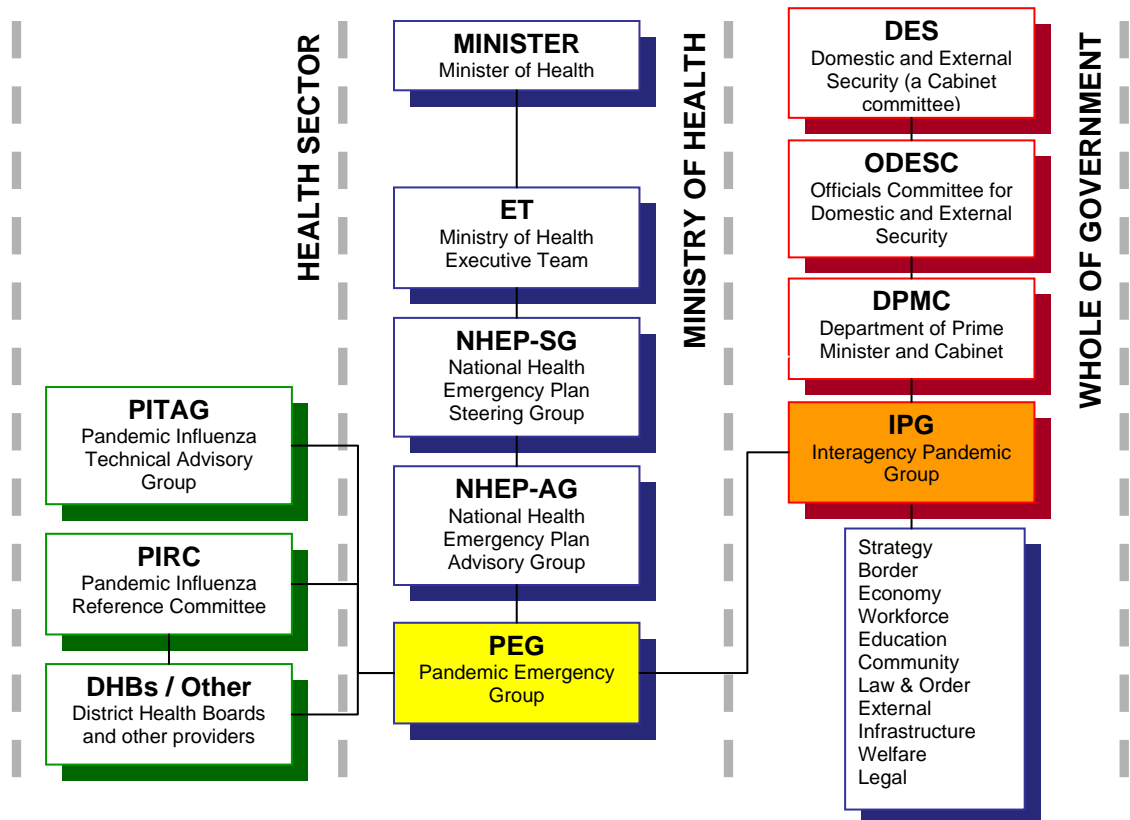 HEALTH SECTOR
PITAG
Pandemic Influenza
Technical Advisory
Group
PIRC
Pandemic Influenza
Reference Committee
DHBs / Other
District Health Boards
and other providers
MINISTRY OF HEALTH
MINISTER
Minister of Health
ET
Ministry of Health
Executive Team
NHEP-SG
National Health
Emergency Plan
Steering Group
NHEP-AG
National Health
Emergency Plan
Advisory Group
PEG
Pandemic Emergency
Group
WHOLE OF GOVERNMENT
DES
Domestic and External
Security (a Cabinet
committee)
ODESC
Officials Committee for
Domestic and External
Security
DPMC
Department of Prime
Minister and Cabinet
IPG
Interagency Pandemic
Group
Strategy
Border
Economy
Workforce
Education
Community
Law & Order
External
Infrastructure
Welfare
Legal